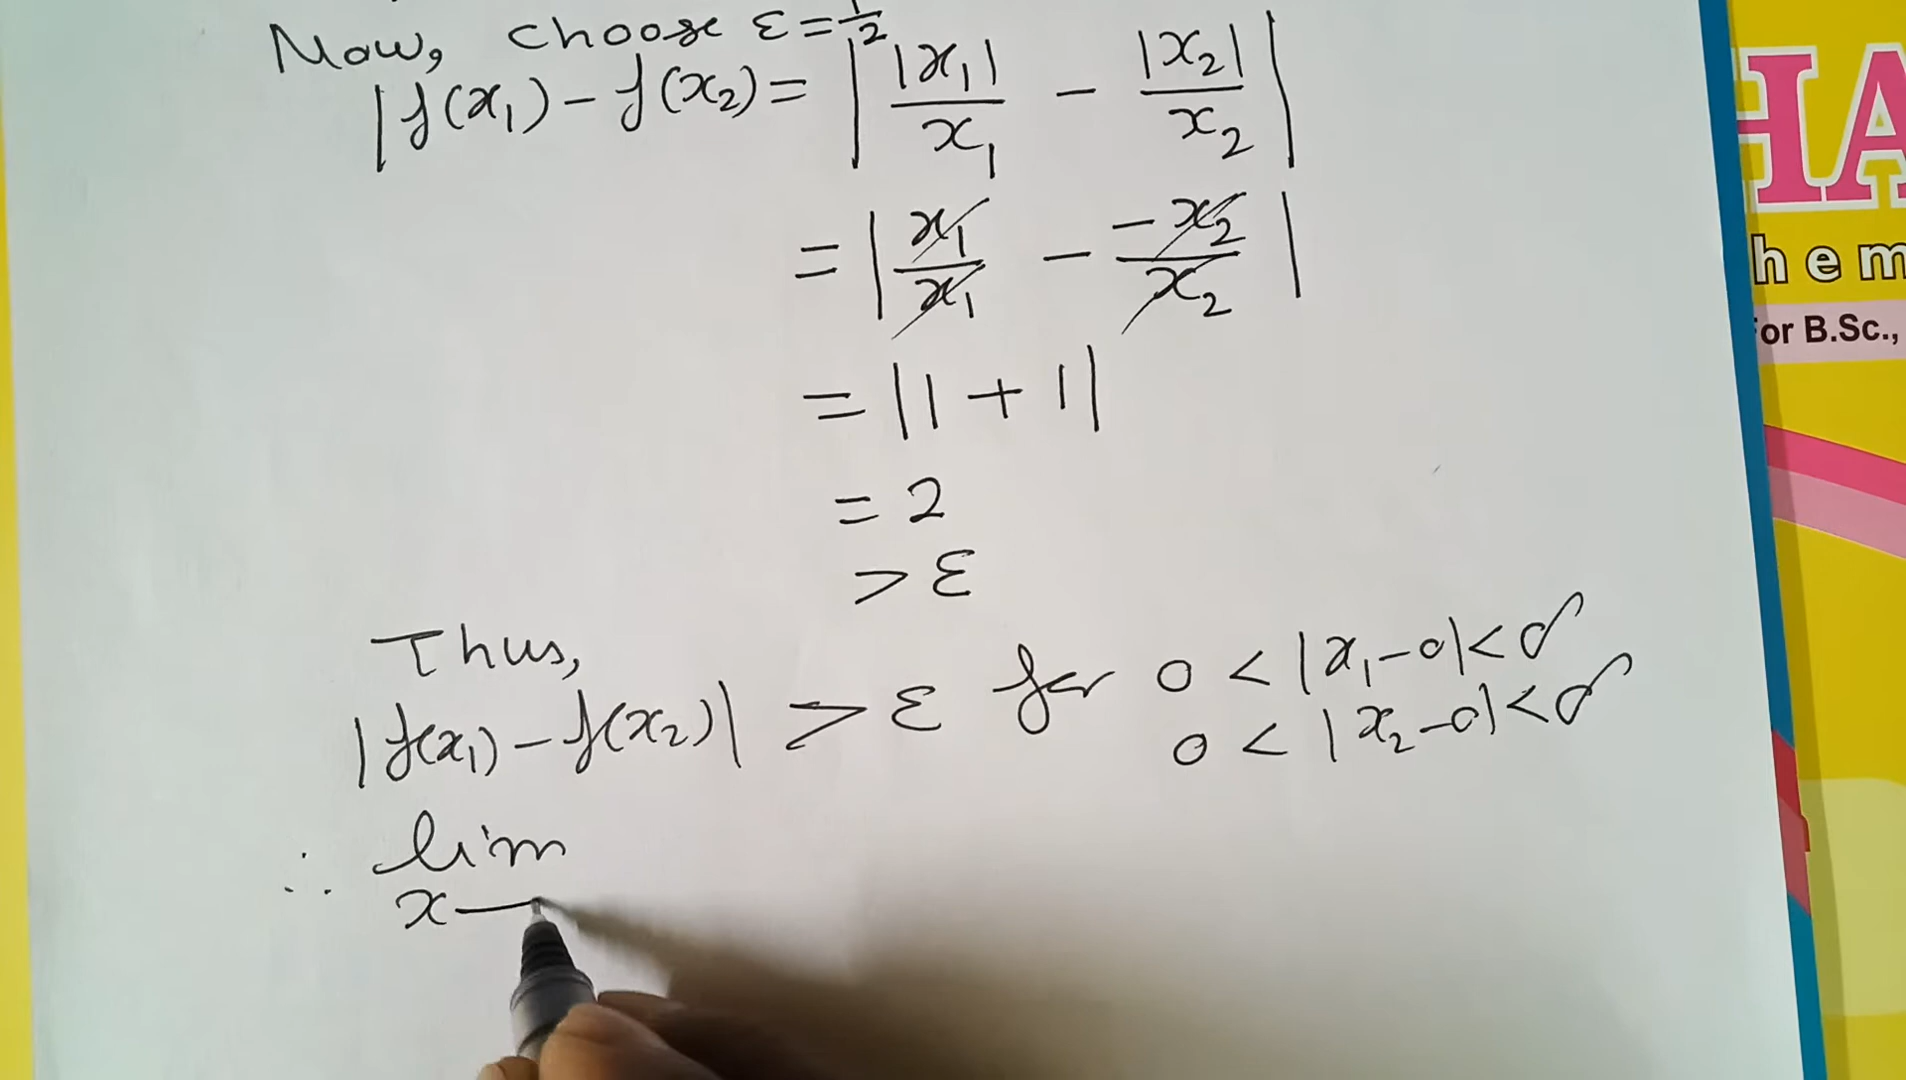 Now, choose ε = 1/2
|f(x₁) - f(x₂) = | |x₁|/x₁ - |x₂|/x₂ |
= | x₁/x₁ - -x₂/x₂ |
= |1 + 1|
= 2
> ε
Thus,
|f(x₁) - f(x₂)| > ε for 0 < |x₁ - 0| < δ
0 < |x₂ - 0| < δ
∴ lim
x —
HA
hem
or B.Sc.,